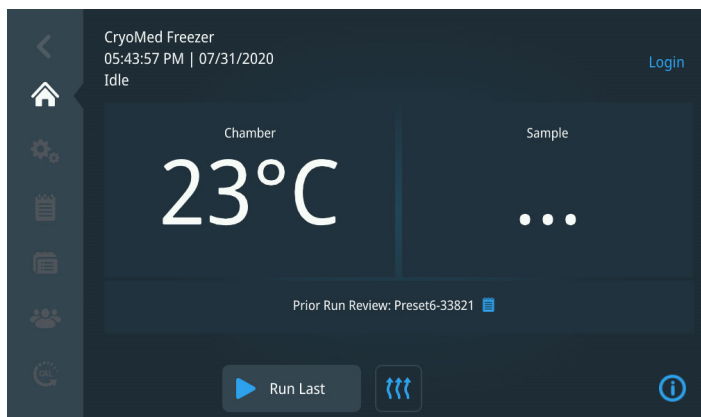 CryoMed Freezer
05:43:57 PM | 07/31/2020
Idle
Login
Chamber
Sample
23°C
...
Prior Run Review: Preset6-33821
CAL
Run Last